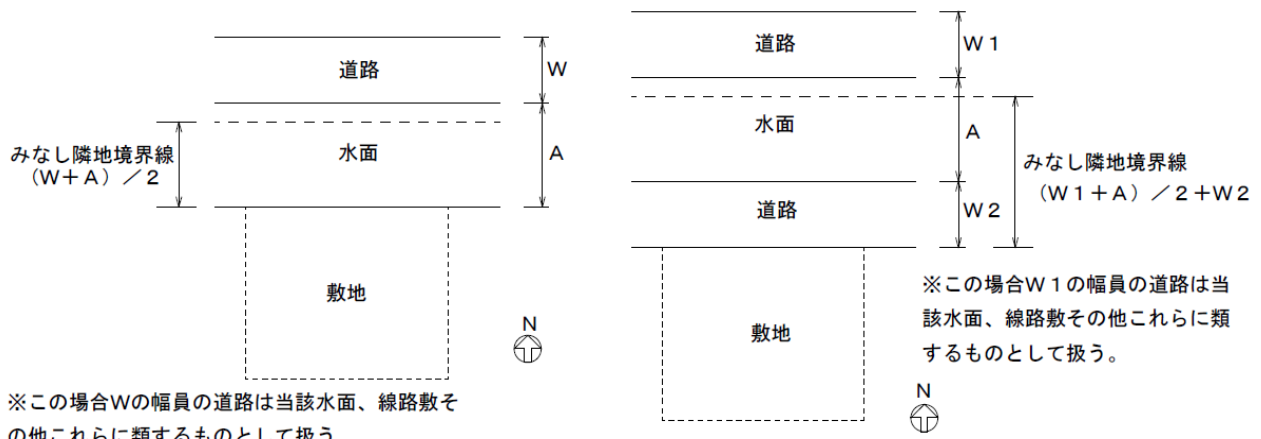 道路
W
みなし隣地境界線
(W+A)/2
水面
A
敷地
N
※この場合Wの幅員の道路は当該水面、線路敷そ
の他これらに類するものとして扱う
道路
W1
水面
A
みなし隣地境界線
(W1+A)/2+W2
道路
W2
敷地
※この場合W1の幅員の道路は当
該水面、線路敷その他これらに類
するものとして扱う。
N